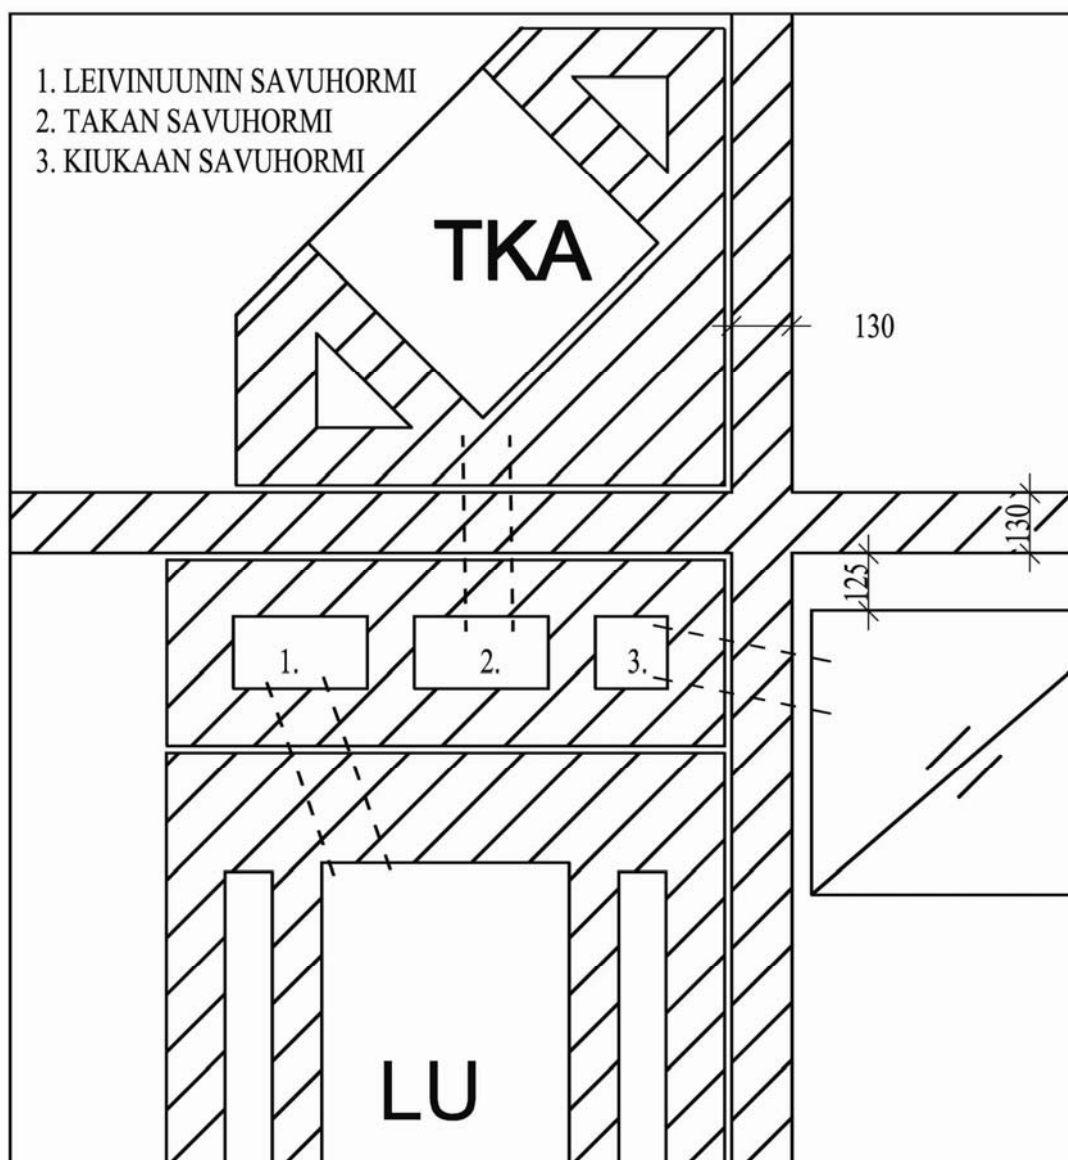 1. LEIVINUUNIN SAVUHORMI
2. TAKAN SAVUHORMI
3. KIUKAAN SAVUHORMI
TKA
130
130
125
1.
2.
3.
LU